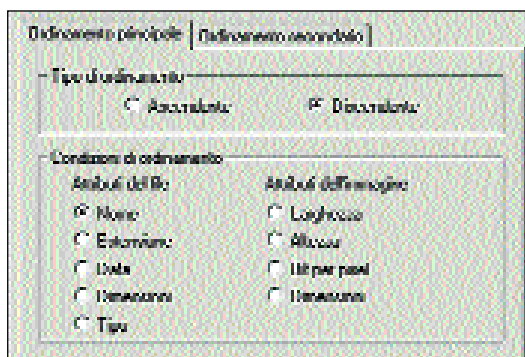 Ordinamento principale Ordinamento secondario
Tipo di ordinamento
Ascendente Discendente
Condizioni di ordinamento
Attributi del file Attributi dell'immagine
Nome Larghezza
Estensione Altezza
Data Bit per pixel
Dimensioni Dimensioni
Tipo